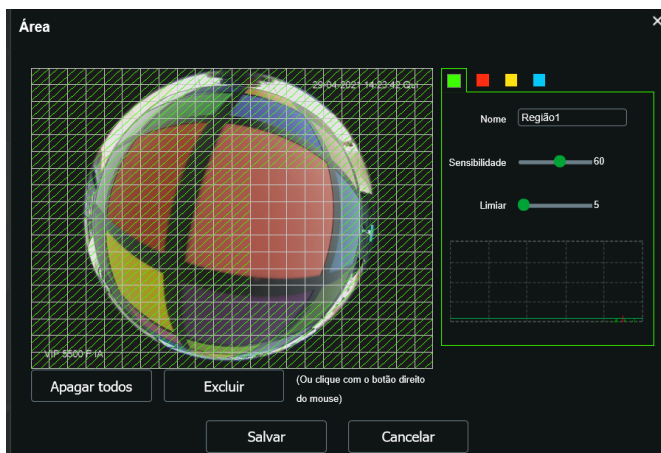 Área
×
29-04-2021 14:23:42 Qui
Nome Região1
Sensibilidade 60
Limiar 5
VIP 5500 F IA
Apagar todos Excluir (Ou clique com o botão direito
do mouse)
Salvar Cancelar